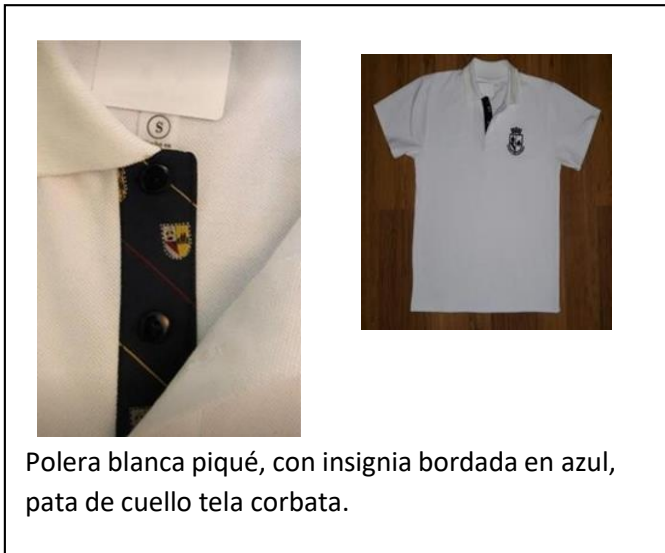 S
Polera blanca piqué, con insignia bordada en azul,
pata de cuello tela corbata.